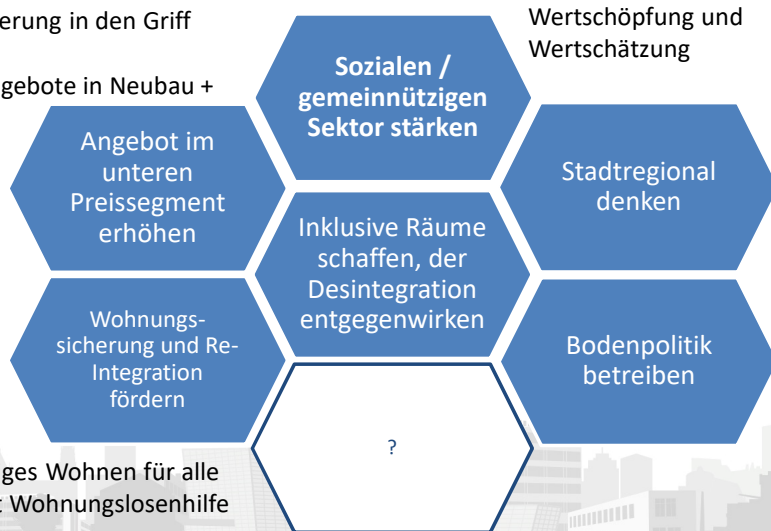 erung in den Griff
gebote in Neubau +
Wertschöpfung und
Wertschätzung
Sozialen /
gemeinnützigen
Sektor stärken
Angebot im
unteren
Preissegment
erhöhen
Stadtregional
denken
Inklusive Räume
schaffen, der
Desintegration
entgegenwirken
Wohnungs-
sicherung und Re-
Integration
fördern
Bodenpolitik
betreiben
?
ges Wohnen für alle
t Wohnungslosenhilfe